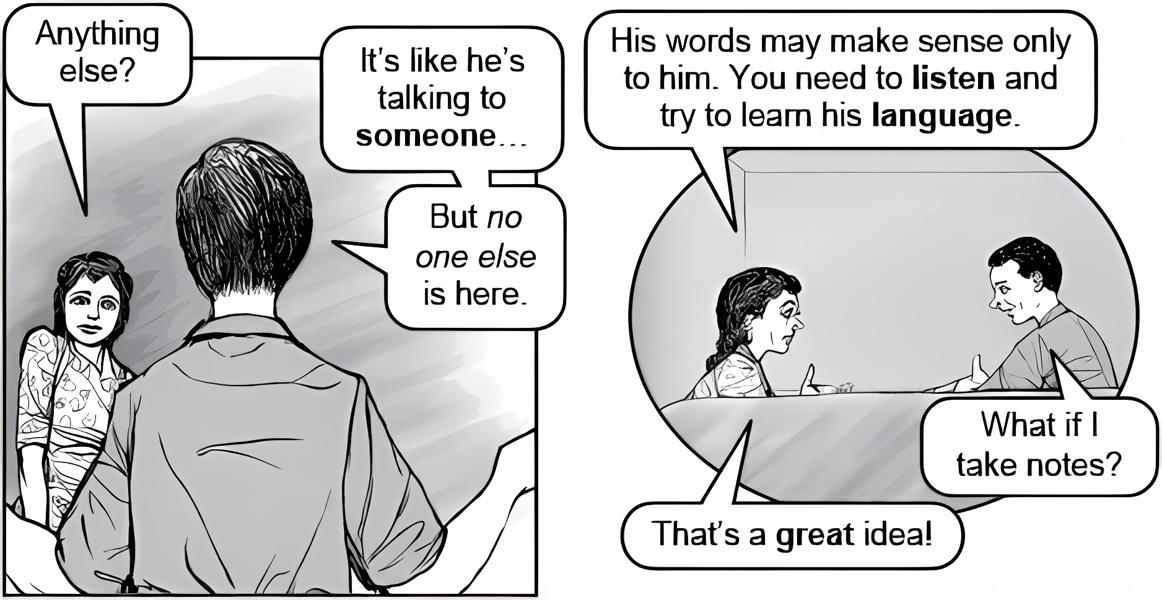 Anything
else?
It's like he's
talking to
someone...
But no
one else
is here.
His words may make sense only
to him. You need to listen and
try to learn his language.
What if I
take notes?
That's a great idea!